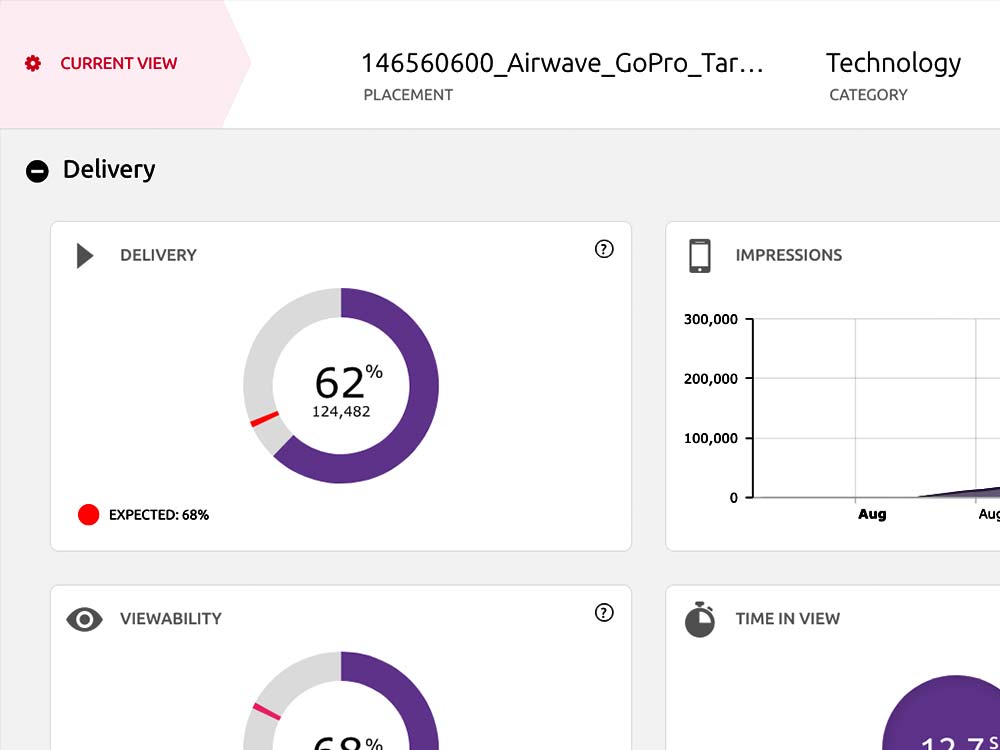 CURRENT VIEW
146560600_Airwave_GoPro_Tar...
PLACEMENT
Technology
CATEGORY
Delivery
DELIVERY
?
62%
124,482
EXPECTED: 68%
IMPRESSIONS
300,000
200,000
100,000
0
Aug
Aug
VIEWABILITY
?
68%
TIME IN VIEW
12.7s